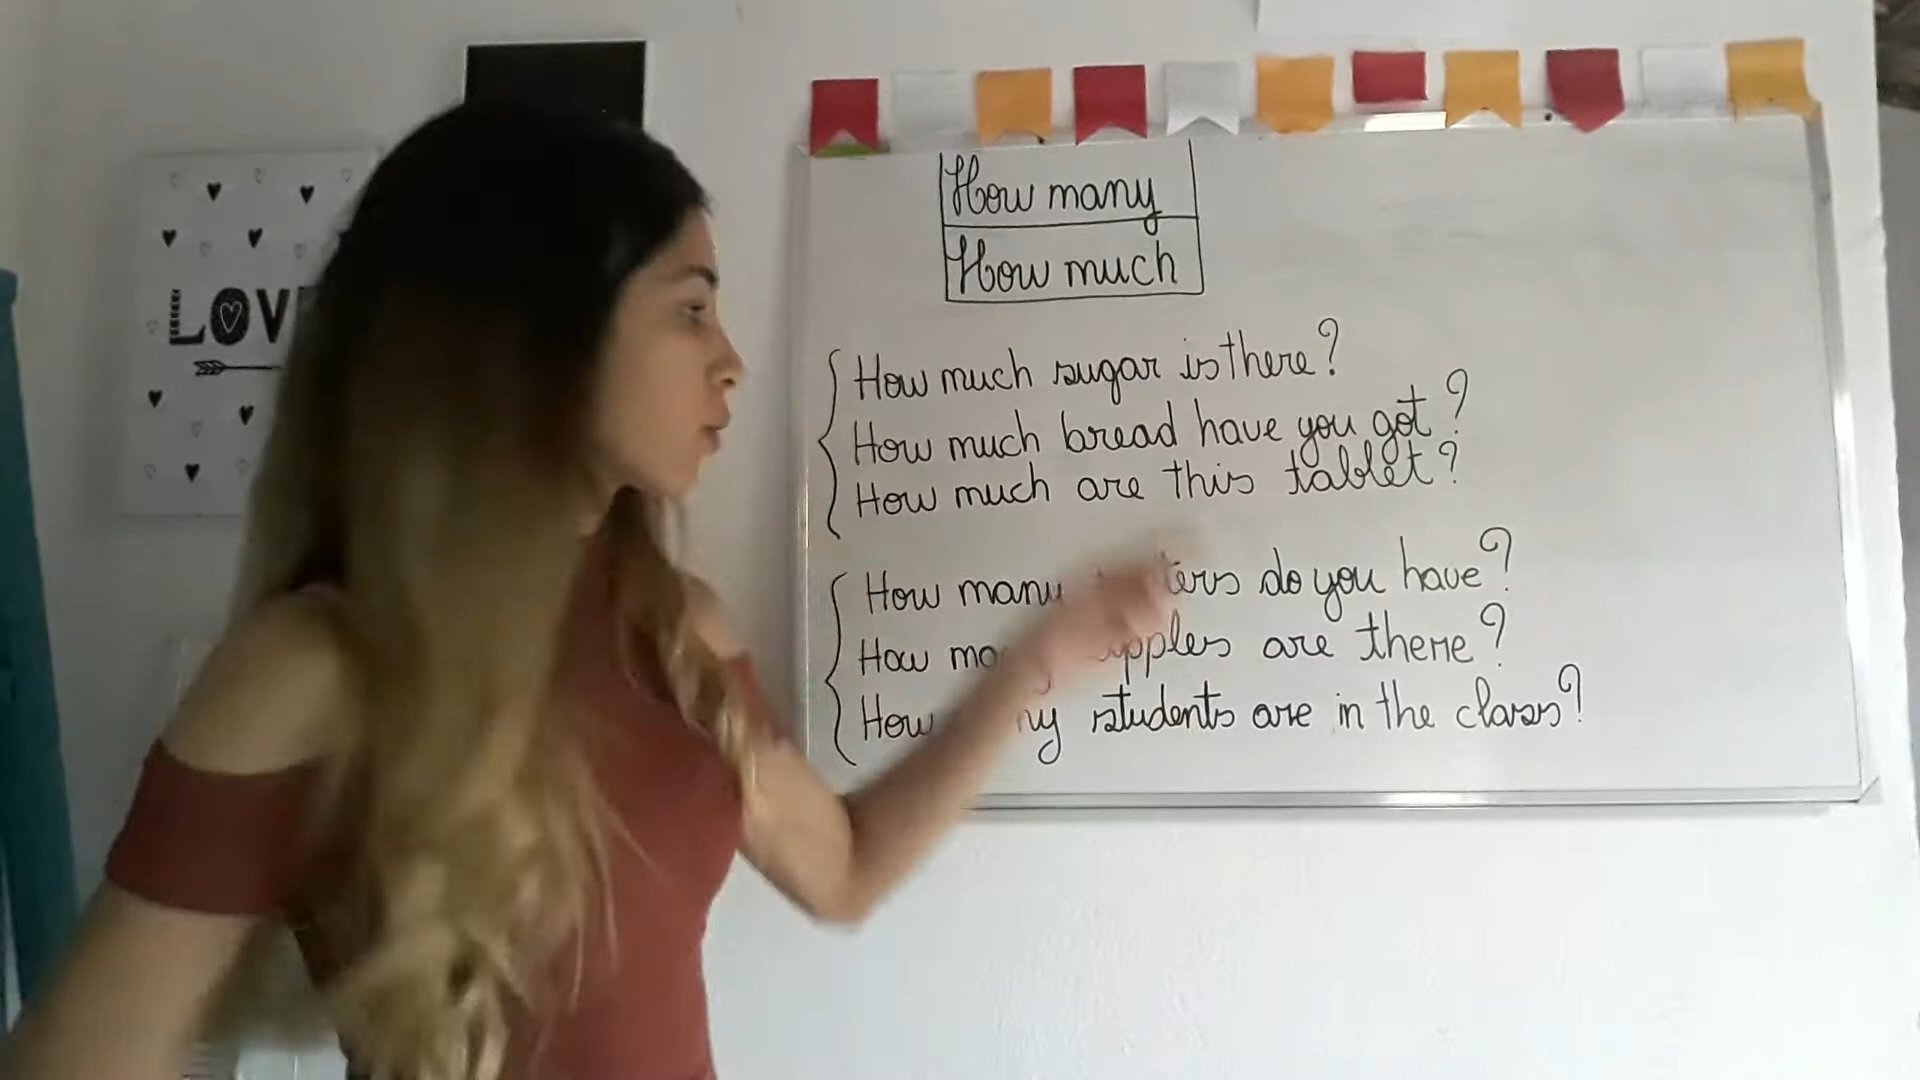 LOV
How many
How much
How much sugar is there?
How much bread have you got?
How much are this tablet?
How many do you have?
How apples are there?
How students are in the class?